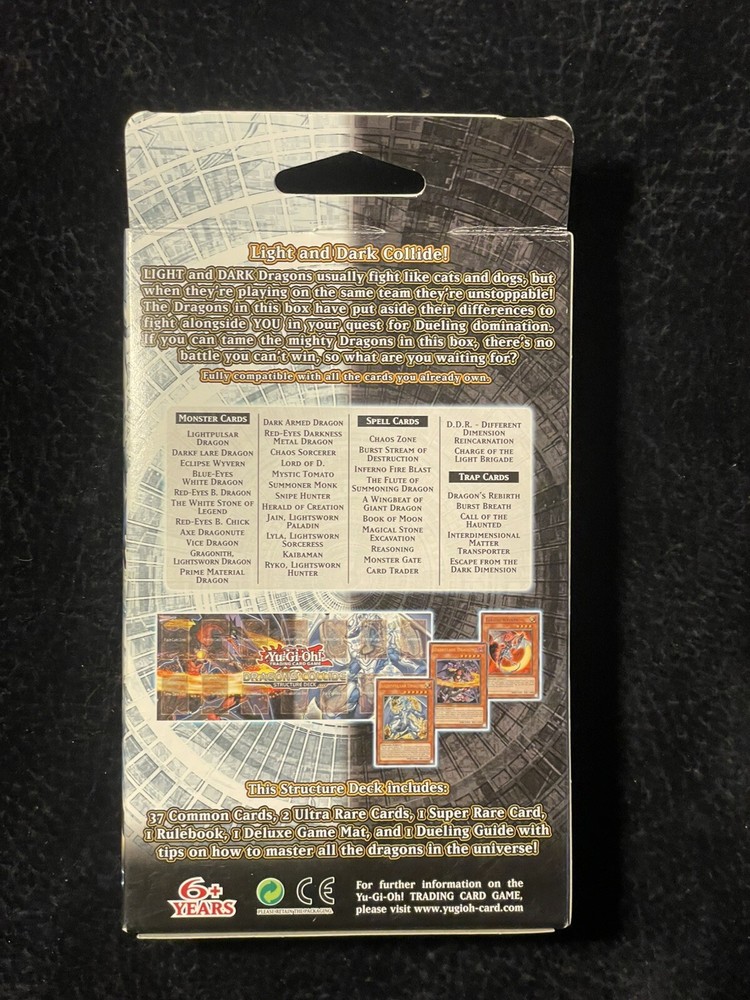 Light and Dark Collide!
LIGHT and DARK Dragons usually fight like cats and dogs, but
when they're playing on the same team they're unstoppable!
The Dragons in this box have put aside their differences to
fight alongside YOU in your quest for Dueling domination.
If you can tame the mighty Dragons in this box, there's no
battle you can't win, so what are you waiting for?
Fully compatible with all the cards you already own.
MONSTER CARDS
LIGHTPULSAR
DRAGON
DARKFLARE DRAGON
ECLIPSE WYVERN
BLUE-EYES
WHITE DRAGON
RED-EYES B. DRAGON
THE WHITE STONE OF
LEGEND
RED-EYES B. CHICK
AXE DRAGONUTE
VICE DRAGON
GRAGONITH,
LIGHTSWORN DRAGON
PRIME MATERIAL
DRAGON
DARK ARMED DRAGON
RED-EYES DARKNESS
METAL DRAGON
CHAOS SORCERER
LORD OF D.
MYSTIC TOMATO
SUMMONER MONK
SNIPE HUNTER
HERALD OF CREATION
JAIN, LIGHTSWORN
PALADIN
LYLA, LIGHTSWORN
SORCERESS
KAIBAMAN
RYKO, LIGHTSWORN
HUNTER
SPELL CARDS
CHAOS ZONE
BURST STREAM OF
DESTRUCTION
INFERNO FIRE BLAST
THE FLUTE OF
SUMMONING DRAGON
A WINGBEAT OF
GIANT DRAGON
BOOK OF MOON
MAGICAL STONE
EXCAVATION
REASONING
MONSTER GATE
CARD TRADER
D.D.R. - DIFFERENT
DIMENSION
REINCARNATION
CHARGE OF THE
LIGHT BRIGADE
TRAP CARDS
DRAGON'S REBIRTH
BURST BREATH
CALL OF THE
HAUNTED
INTERDIMENSIONAL
MATTER
TRANSPORTER
ESCAPE FROM THE
DARK DIMENSION
Yu-Gi-Oh!
TRADING CARD GAME
DRAGONS COLLIDE
STRUCTURE DECK
This Structure Deck includes:
37 Common Cards, 2 Ultra Rare Cards, 1 Super Rare Card,
1 Rulebook, 1 Deluxe Game Mat, and 1 Dueling Guide with
tips on how to master all the dragons in the universe!
6+
YEARS
PLEASE RETAIN THE PACKAGING
CE
For further information on the
Yu-Gi-Oh! TRADING CARD GAME,
please visit www.yugioh-card.com